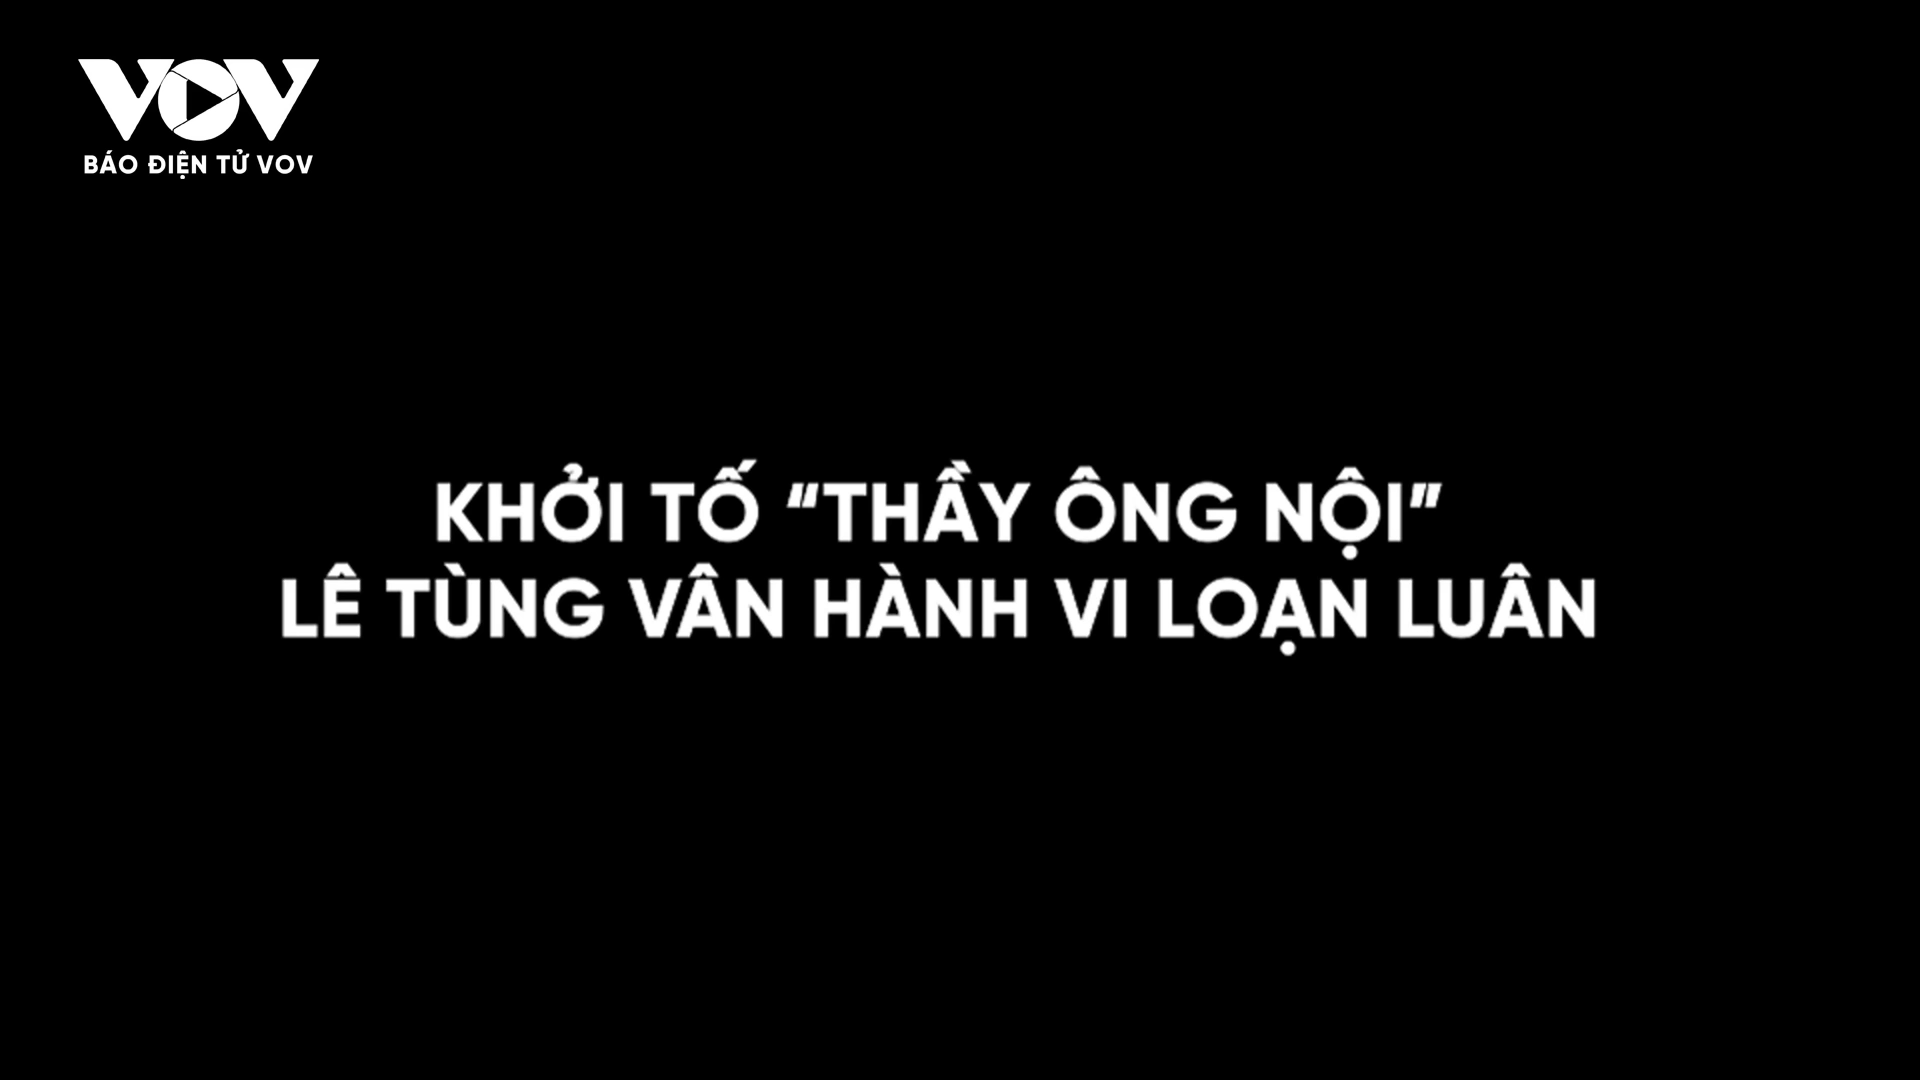 VOV
BÁO ĐIỆN TỬ VOV
KHỞI TỐ “THẦY ÔNG NỘI”
LÊ TÙNG VÂN HÀNH VI LOẠN LUÂN